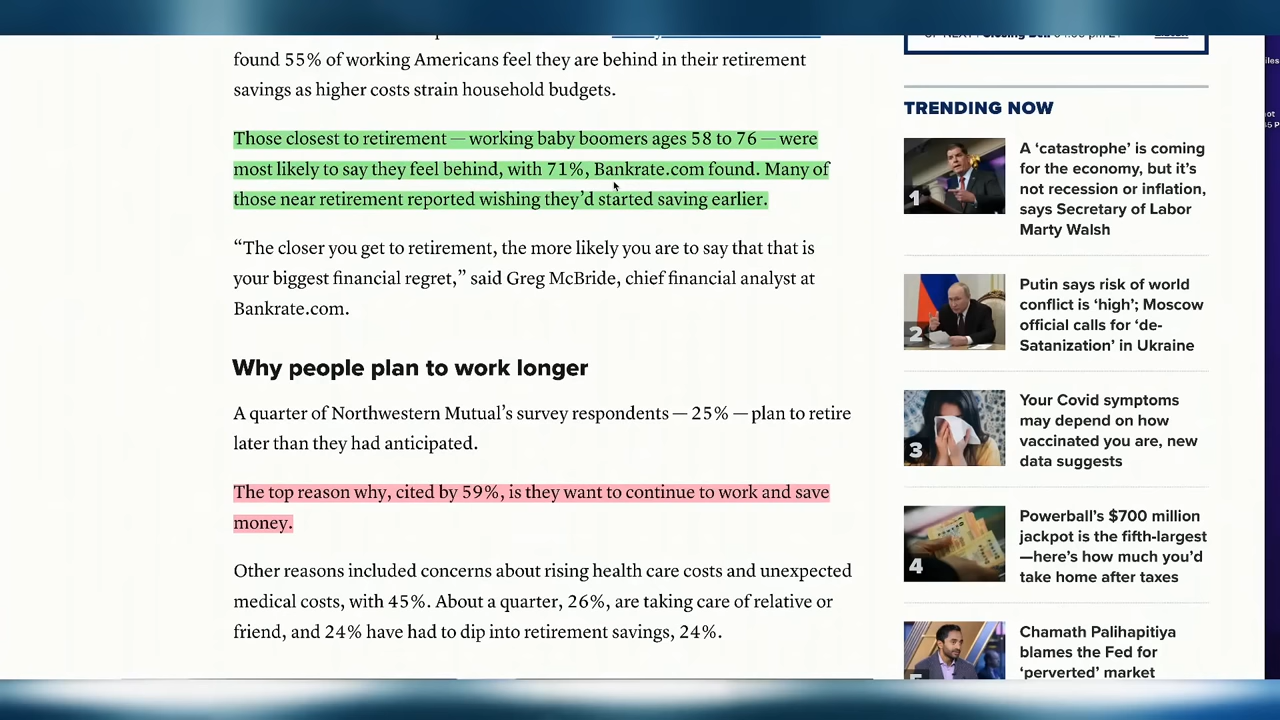 found 55% of working Americans feel they are behind in their retirement
savings as higher costs strain household budgets.
Those closest to retirement — working baby boomers ages 58 to 76 — were
most likely to say they feel behind, with 71%, Bankrate.com found. Many of
those near retirement reported wishing they’d started saving earlier.
“The closer you get to retirement, the more likely you are to say that that is
your biggest financial regret,” said Greg McBride, chief financial analyst at
Bankrate.com.
Why people plan to work longer
A quarter of Northwestern Mutual’s survey respondents — 25% — plan to retire
later than they had anticipated.
The top reason why, cited by 59%, is they want to continue to work and save
money.
Other reasons included concerns about rising health care costs and unexpected
medical costs, with 45%. About a quarter, 26%, are taking care of relative or
friend, and 24% have had to dip into retirement savings, 24%.
TRENDING NOW
1
A ‘catastrophe’ is coming
for the economy, but it’s
not recession or inflation,
says Secretary of Labor
Marty Walsh
2
Putin says risk of world
conflict is ‘high’; Moscow
official calls for ‘de-
Satanization’ in Ukraine
3
Your Covid symptoms
may depend on how
vaccinated you are, new
data suggests
4
Powerball’s $700 million
jackpot is the fifth-largest
—here’s how much you’d
take home after taxes
Chamath Palihapitiya
blames the Fed for
‘perverted’ market